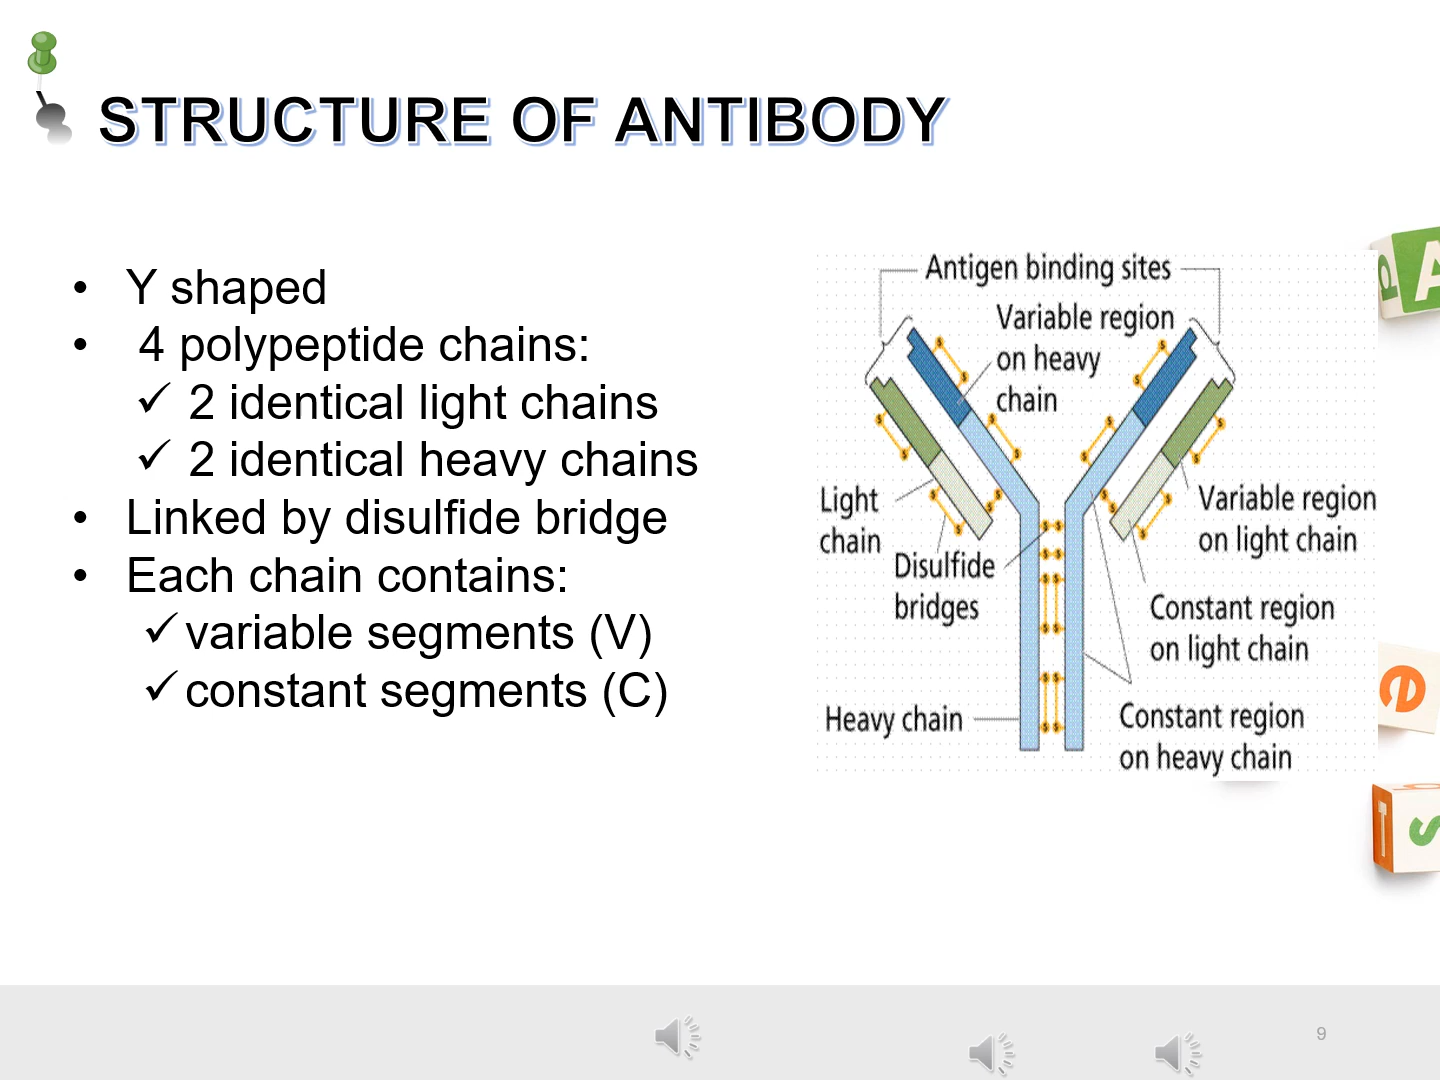 STRUCTURE OF ANTIBODY
• Y shaped
• 4 polypeptide chains:
✓ 2 identical light chains
✓ 2 identical heavy chains
• Linked by disulfide bridge
• Each chain contains:
✓ variable segments (V)
✓ constant segments (C)
Antigen binding sites
Variable region
on heavy
chain
Light
chain
Disulfide
bridges
Variable region
on light chain
Constant region
on light chain
Heavy chain
Constant region
on heavy chain
A
e
I
S
9